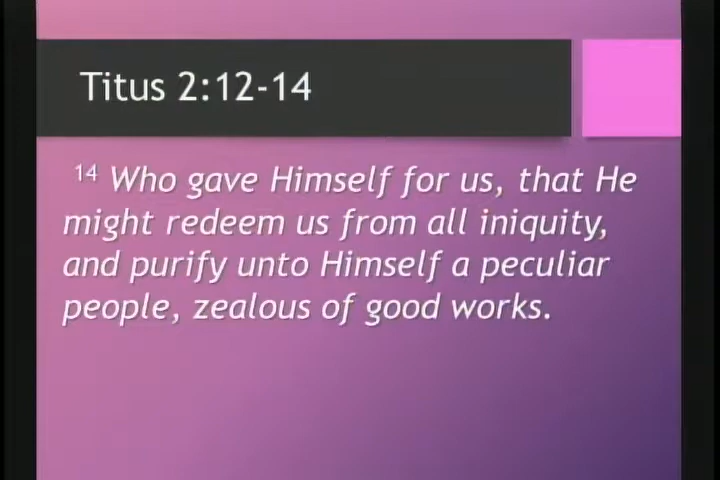 Titus 2:12-14
14 Who gave Himself for us, that He
might redeem us from all iniquity,
and purify unto Himself a peculiar
people, zealous of good works.